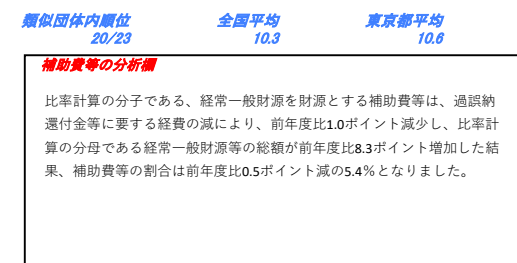 類似団体内順位 全国平均 東京都平均
20/23 10.3 10.6
補助費等の分析欄
比率計算の分子である、経常一般財源を財源とする補助費等は、過誤納
還付金等に要する経費の減により、前年度比1.0ポイント減少し、比率計
算の分母である経常一般財源等の総額が前年度比8.3ポイント増加した結
果、補助費等の割合は前年度比0.5ポイント減の5.4％となりました。